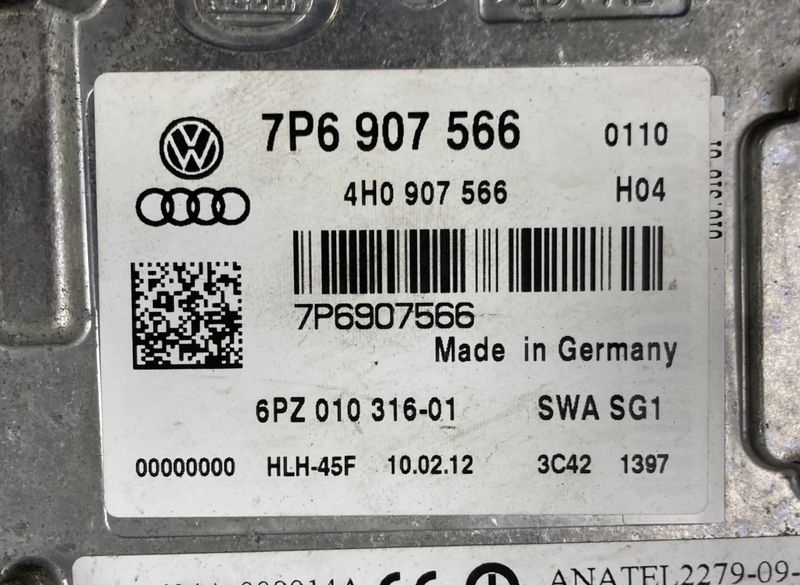 7P6 907 566 0110
4H0 907 566 H04
7P6907566
Made in Germany
6PZ 010 316-01 SWA SG1
00000000 HLH-45F 10.02.12 3C42 1397
ANATEL2279-09-